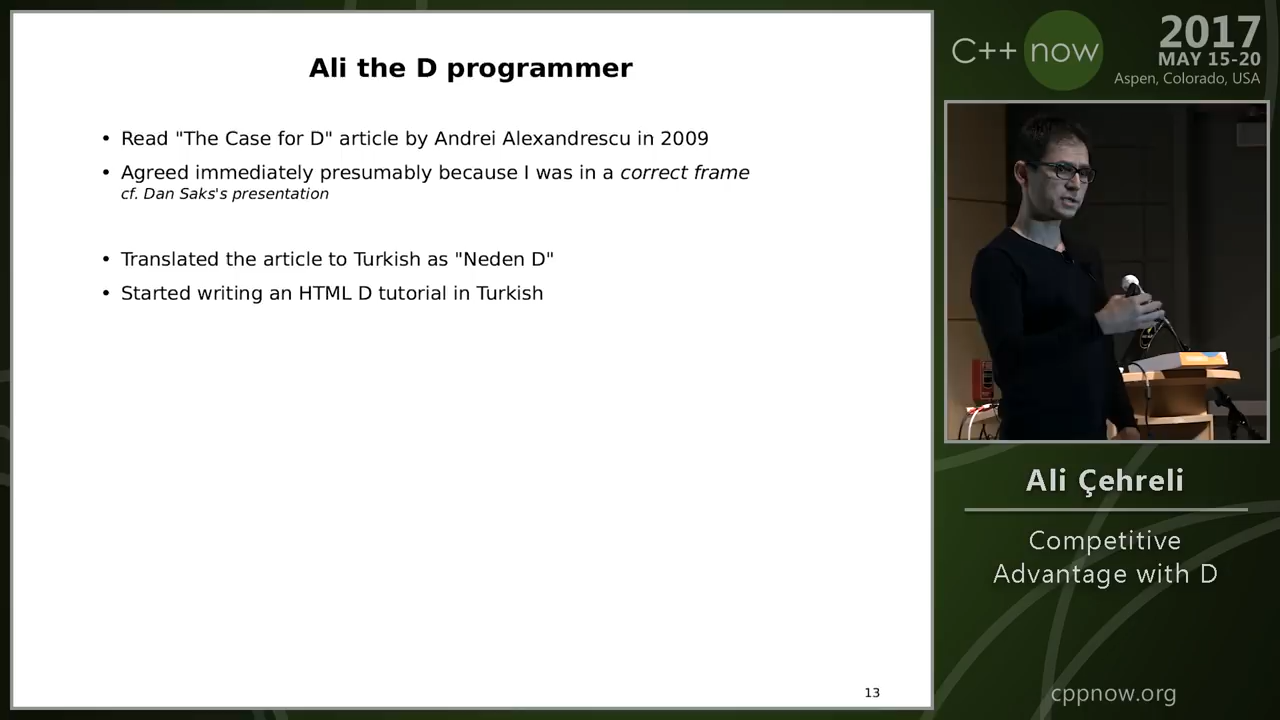 Ali the D programmer
• Read "The Case for D" article by Andrei Alexandrescu in 2009
• Agreed immediately presumably because I was in a correct frame
cf. Dan Saks's presentation
• Translated the article to Turkish as "Neden D"
• Started writing an HTML D tutorial in Turkish
13
C++ now
2017
MAY 15-20
Aspen, Colorado, USA
Ali Çehreli
Competitive
Advantage with D
cppnow.org